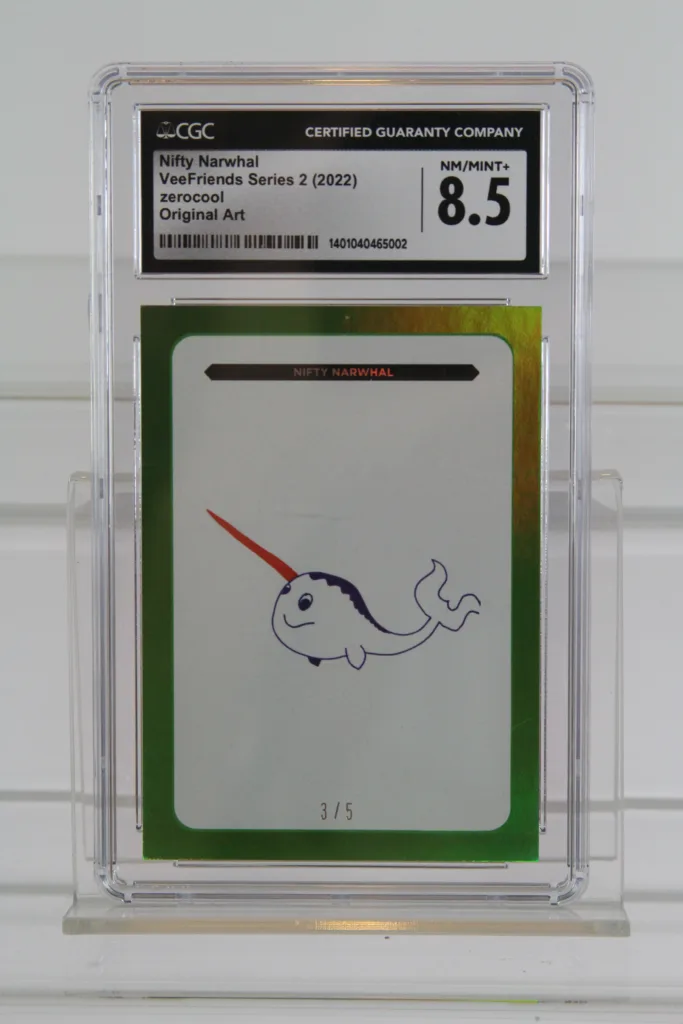 CGC CERTIFIED GUARANTY COMPANY
Nifty Narwhal
VeeFriends Series 2 (2022)
zerocool
Original Art
1401040465002
NM/MINT+
8.5
NIFTY NARWHAL
3/5